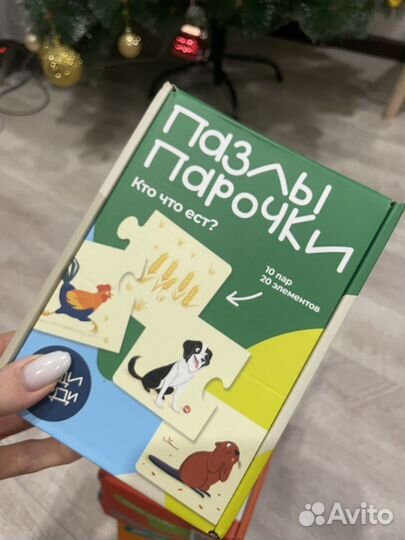 Пазлы
Парочки
Кто что ест?
10 пар
20 элементов
Avito